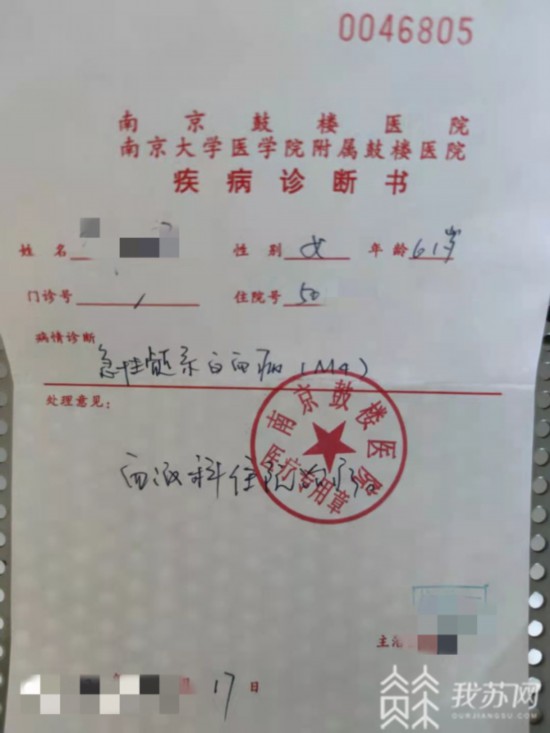 0046805
南京鼓楼医院
南京大学医学院附属鼓楼医院
疾病诊断书
姓名 性别 女 年龄 61岁
门诊号 / 住院号 50
病情诊断
急性髓系白血病(M4)
处理意见:
血液科住院治疗。
南京鼓楼医院
医疗专用章
主治
17日
我苏网
OURJIANGSU.COM